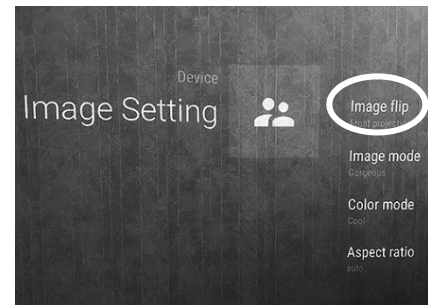 Device
Image Setting
Image flip
Front projection
Image mode
Gorgeous
Color mode
Cool
Aspect ratio
auto